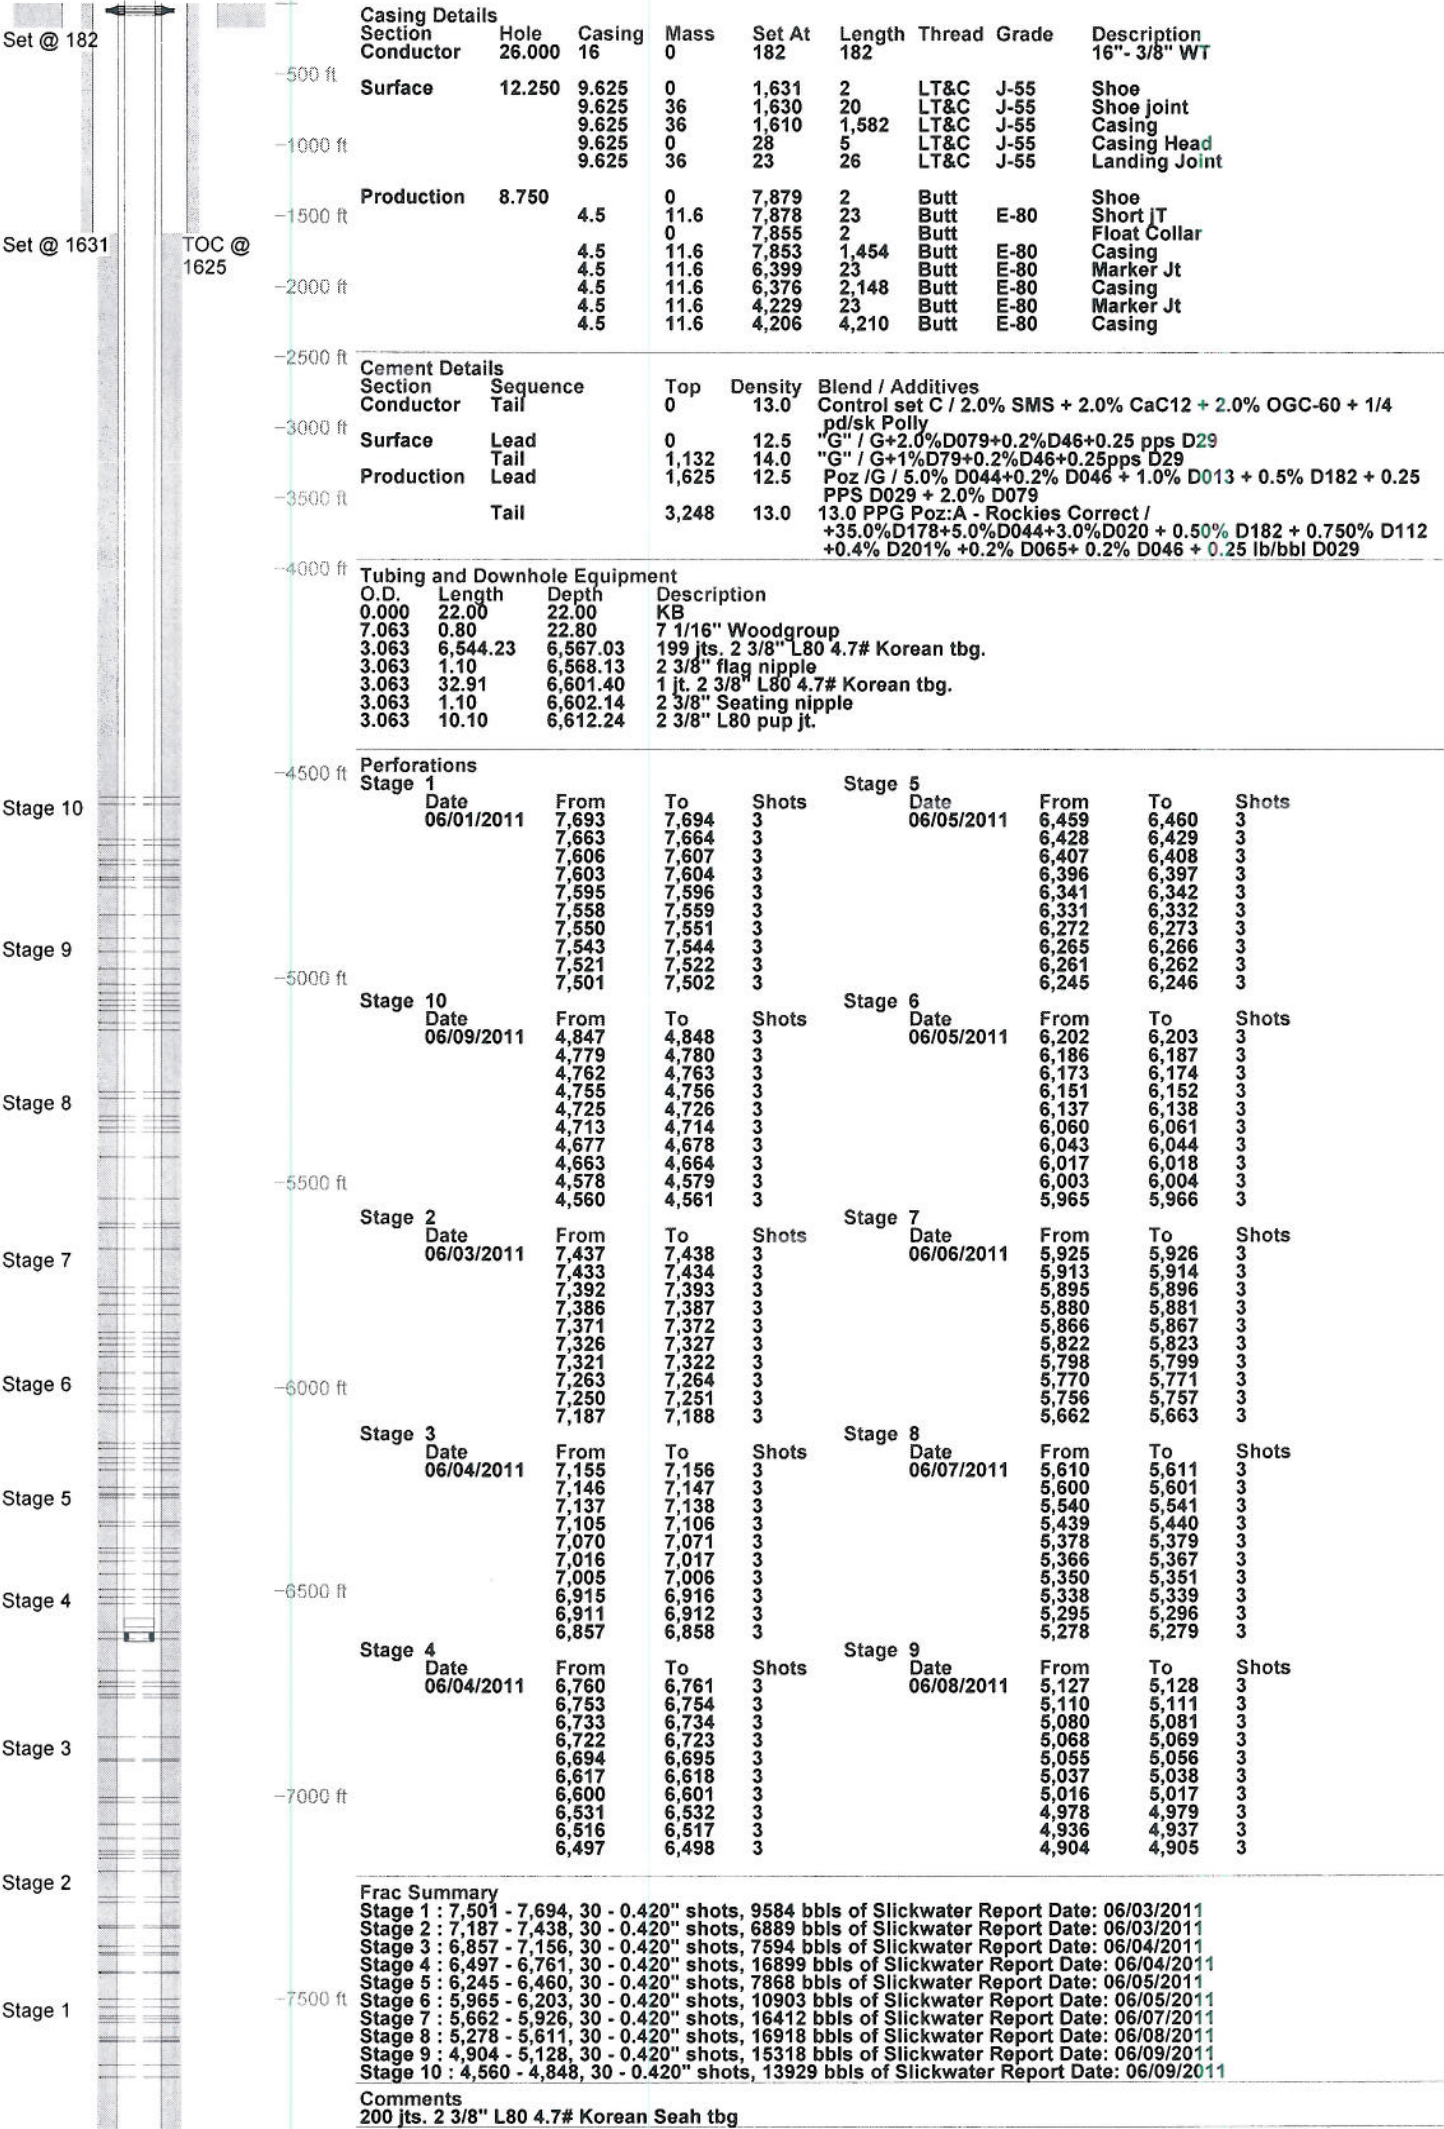 Set @ 182
Set @ 1631
TOC @
1625
Stage 10
Stage 9
Stage 8
Stage 7
Stage 6
Stage 5
Stage 4
Stage 3
Stage 2
Stage 1
500 ft
1000 ft
1500 ft
2000 ft
2500 ft
3000 ft
3500 ft
4000 ft
4500 ft
5000 ft
5500 ft
6000 ft
6500 ft
7000 ft
7500 ft
Casing Details
Section Hole Casing Mass Set At Length Thread Grade Description
Conductor 26.000 16 0 182 182 16"- 3/8" WT
Surface 12.250 9.625 0 1,631 2 LT&C J-55 Shoe
9.625 36 1,630 20 LT&C J-55 Shoe joint
9.625 36 1,610 1,582 LT&C J-55 Casing
9.625 0 28 5 LT&C J-55 Casing Head
9.625 36 23 26 LT&C J-55 Landing Joint
Production 8.750 0 7,879 2 Butt Shoe
4.5 11.6 7,878 23 Butt E-80 Short jT
0 7,855 2 Butt Float Collar
4.5 11.6 7,853 1,454 Butt E-80 Casing
4.5 11.6 6,399 23 Butt E-80 Marker Jt
4.5 11.6 6,376 2,148 Butt E-80 Casing
4.5 11.6 4,229 23 Butt E-80 Marker Jt
4.5 11.6 4,206 4,210 Butt E-80 Casing
Cement Details
Section Sequence Top Density Blend / Additives
Conductor Tail 0 13.0 Control set C / 2.0% SMS + 2.0% CaC12 + 2.0% OGC-60 + 1/4
pd/sk Polly
Surface Lead 0 12.5 "G" / G+2.0%D079+0.2%D46+0.25 pps D29
Tail 1,132 14.0 "G" / G+1%D79+0.2%D46+0.25pps D29
Production Lead 1,625 12.5 Poz /G / 5.0% D044+0.2% D046 + 1.0% D013 + 0.5% D182 + 0.25
PPS D029 + 2.0% D079
Tail 3,248 13.0 13.0 PPG Poz:A - Rockies Correct /
+35.0%D178+5.0%D044+3.0%D020 + 0.50% D182 + 0.750% D112
+0.4% D201% +0.2% D065+ 0.2% D046 + 0.25 lb/bbl D029
Tubing and Downhole Equipment
O.D. Length Depth Description
0.000 22.00 22.00 KB
7.063 0.80 22.80 7 1/16" Woodgroup
3.063 6,544.23 6,567.03 199 jts. 2 3/8" L80 4.7# Korean tbg.
3.063 1.10 6,568.13 2 3/8" flag nipple
3.063 32.91 6,601.40 1 jt. 2 3/8" L80 4.7# Korean tbg.
3.063 1.10 6,602.14 2 3/8" Seating nipple
3.063 10.10 6,612.24 2 3/8" L80 pup jt.
Perforations
Stage 1
Date From To Shots
06/01/2011 7,693 7,694 3
7,663 7,664 3
7,606 7,607 3
7,603 7,604 3
7,595 7,596 3
7,558 7,559 3
7,550 7,551 3
7,543 7,544 3
7,521 7,522 3
7,501 7,502 3
Stage 10
Date From To Shots
06/09/2011 4,847 4,848 3
4,779 4,780 3
4,762 4,763 3
4,755 4,756 3
4,725 4,726 3
4,713 4,714 3
4,677 4,678 3
4,663 4,664 3
4,578 4,579 3
4,560 4,561 3
Stage 2
Date From To Shots
06/03/2011 7,437 7,438 3
7,433 7,434 3
7,392 7,393 3
7,386 7,387 3
7,371 7,372 3
7,326 7,327 3
7,321 7,322 3
7,263 7,264 3
7,250 7,251 3
7,187 7,188 3
Stage 3
Date From To Shots
06/04/2011 7,155 7,156 3
7,146 7,147 3
7,137 7,138 3
7,105 7,106 3
7,070 7,071 3
7,016 7,017 3
7,005 7,006 3
6,915 6,916 3
6,911 6,912 3
6,857 6,858 3
Stage 4
Date From To Shots
06/04/2011 6,760 6,761 3
6,753 6,754 3
6,733 6,734 3
6,722 6,723 3
6,694 6,695 3
6,617 6,618 3
6,600 6,601 3
6,531 6,532 3
6,516 6,517 3
6,497 6,498 3
Stage 5
Date From To Shots
06/05/2011 6,459 6,460 3
6,428 6,429 3
6,407 6,408 3
6,396 6,397 3
6,341 6,342 3
6,331 6,332 3
6,272 6,273 3
6,265 6,266 3
6,261 6,262 3
6,245 6,246 3
Stage 6
Date From To Shots
06/05/2011 6,202 6,203 3
6,186 6,187 3
6,173 6,174 3
6,151 6,152 3
6,137 6,138 3
6,060 6,061 3
6,043 6,044 3
6,017 6,018 3
6,003 6,004 3
5,965 5,966 3
Stage 7
Date From To Shots
06/06/2011 5,925 5,926 3
5,913 5,914 3
5,895 5,896 3
5,880 5,881 3
5,866 5,867 3
5,822 5,823 3
5,798 5,799 3
5,770 5,771 3
5,756 5,757 3
5,662 5,663 3
Stage 8
Date From To Shots
06/07/2011 5,610 5,611 3
5,600 5,601 3
5,540 5,541 3
5,439 5,440 3
5,378 5,379 3
5,366 5,367 3
5,350 5,351 3
5,338 5,339 3
5,295 5,296 3
5,278 5,279 3
Stage 9
Date From To Shots
06/08/2011 5,127 5,128 3
5,110 5,111 3
5,080 5,081 3
5,068 5,069 3
5,055 5,056 3
5,037 5,038 3
5,016 5,017 3
4,978 4,979 3
4,936 4,937 3
4,904 4,905 3
Frac Summary
Stage 1 : 7,501 - 7,694, 30 - 0.420" shots, 9584 bbls of Slickwater Report Date: 06/03/2011
Stage 2 : 7,187 - 7,438, 30 - 0.420" shots, 6889 bbls of Slickwater Report Date: 06/03/2011
Stage 3 : 6,857 - 7,156, 30 - 0.420" shots, 7594 bbls of Slickwater Report Date: 06/04/2011
Stage 4 : 6,497 - 6,761, 30 - 0.420" shots, 16899 bbls of Slickwater Report Date: 06/04/2011
Stage 5 : 6,245 - 6,460, 30 - 0.420" shots, 7868 bbls of Slickwater Report Date: 06/05/2011
Stage 6 : 5,965 - 6,203, 30 - 0.420" shots, 10903 bbls of Slickwater Report Date: 06/05/2011
Stage 7 : 5,662 - 5,926, 30 - 0.420" shots, 16412 bbls of Slickwater Report Date: 06/07/2011
Stage 8 : 5,278 - 5,611, 30 - 0.420" shots, 16918 bbls of Slickwater Report Date: 06/08/2011
Stage 9 : 4,904 - 5,128, 30 - 0.420" shots, 15318 bbls of Slickwater Report Date: 06/09/2011
Stage 10 : 4,560 - 4,848, 30 - 0.420" shots, 13929 bbls of Slickwater Report Date: 06/09/2011
Comments
200 jts. 2 3/8" L80 4.7# Korean Seah tbg